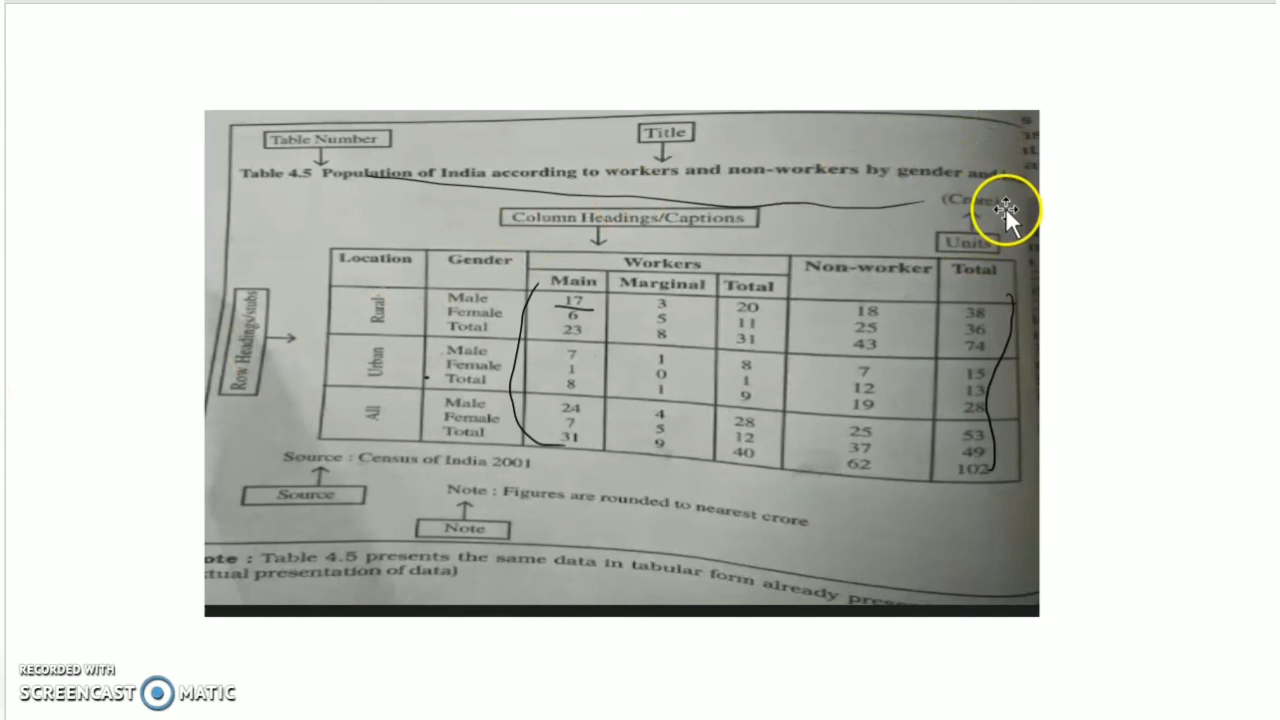 Table Number
Title
Table 4.5 Population of India according to workers and non-workers by gender and
(Crore)
Column Headings/Captions
Units
Location Gender Workers Non-worker Total
Main Marginal Total
Row Headings/stubs
Rural
Male 17 3 20 18 38
Female 6 5 11 25 36
Total 23 8 31 43 74
Urban
Male 7 1 8 7 15
Female 1 0 1 12 13
Total 8 1 9 19 28
All
Male 24 4 28 25 53
Female 7 5 12 37 49
Total 31 9 40 62 102
Source : Census of India 2001
Source
Note : Figures are rounded to nearest crore
Note
ote : Table 4.5 presents the same data in tabular form already
tual presentation of data)
RECORDED WITH
SCREENCAST MATIC